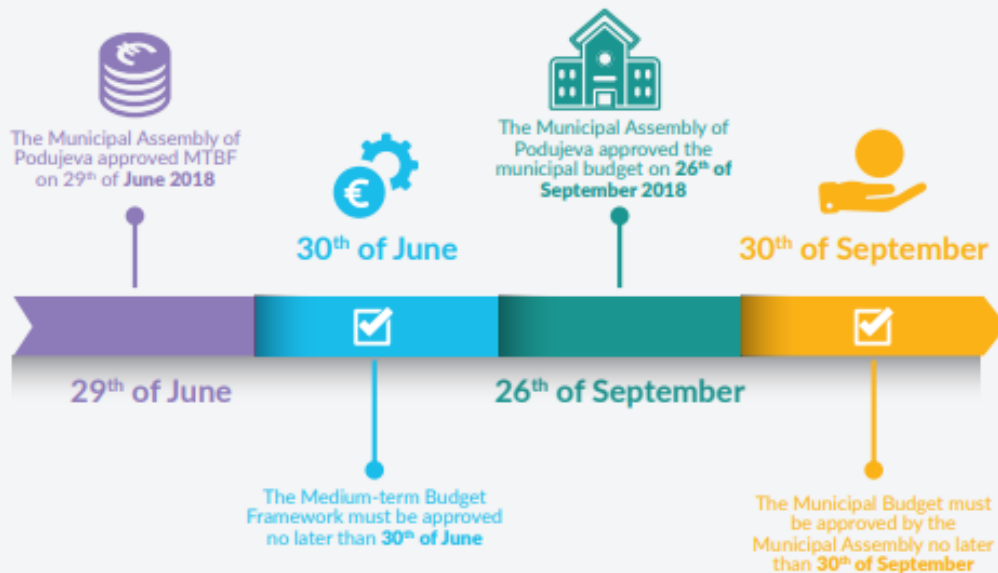 The Municipal Assembly of
Podujeva approved MTBF
on 29th of June 2018
30th of June
The Municipal Assembly of
Podujeva approved the
municipal budget on 26th of
September 2018
30th of September
29th of June
26th of September
The Medium-term Budget
Framework must be approved
no later than 30th of June
The Municipal Budget must
be approved by the
Municipal Assembly no later
than 30th of September